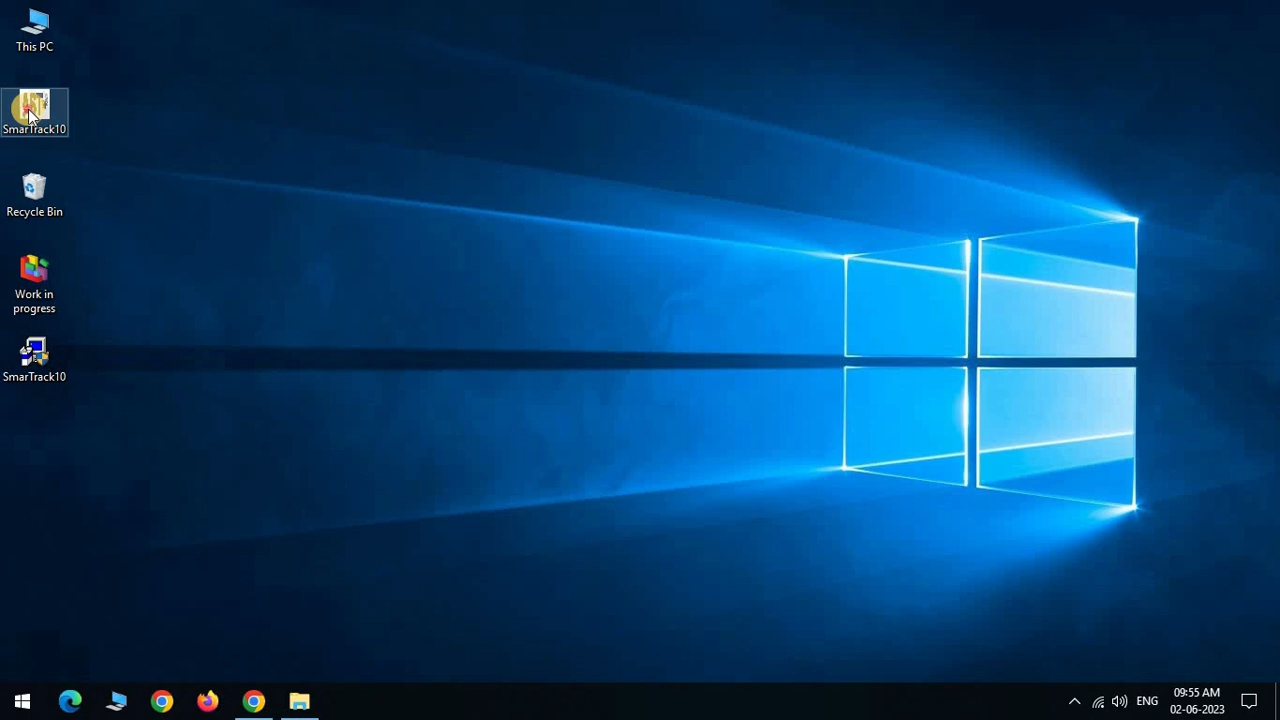 This PC
SmarTrack10
Recycle Bin
Work in
progress
SmarTrack10
ENG
09:55 AM
02-06-2023